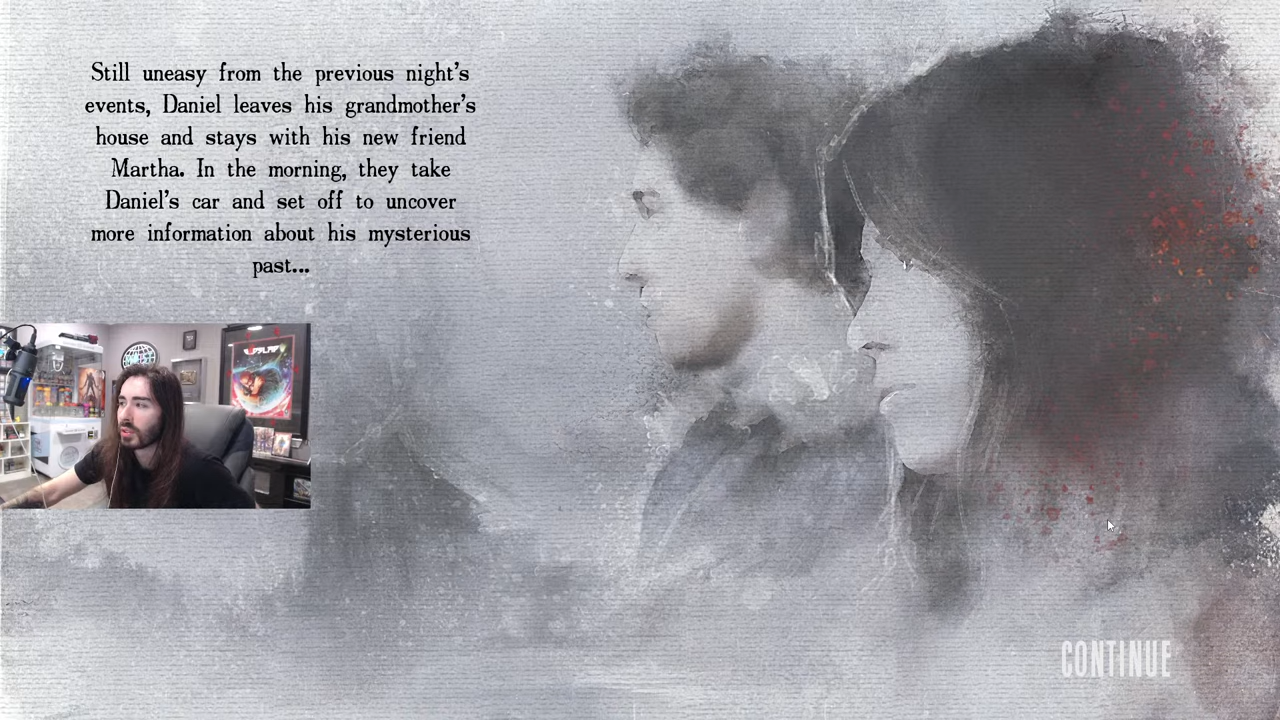 Still uneasy from the previous night's
events, Daniel leaves his grandmother's
house and stays with his new friend
Martha. In the morning, they take
Daniel's car and set off to uncover
more information about his mysterious
past...
CONTINUE